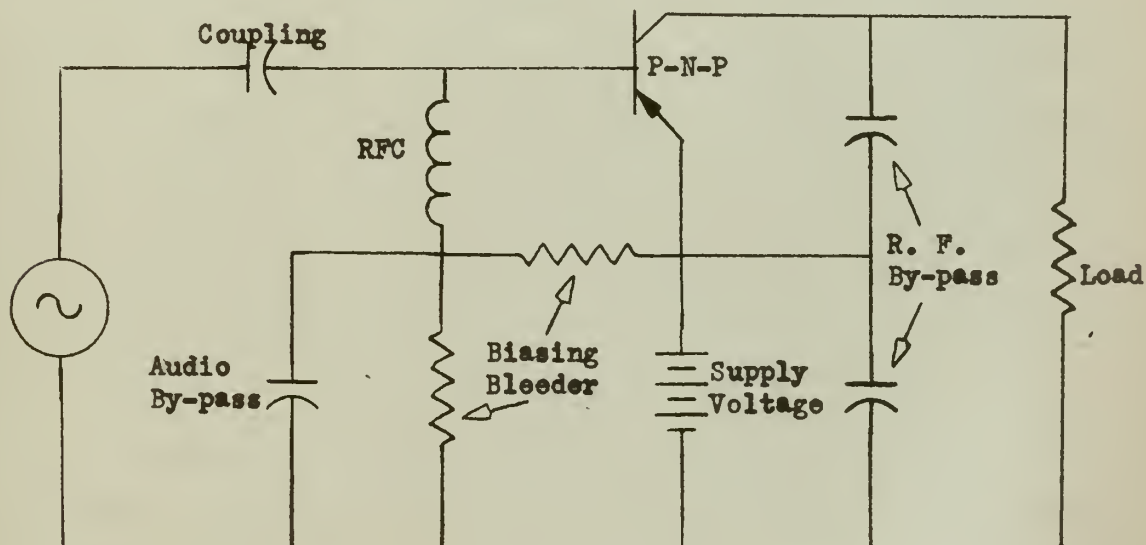 Coupling
P-N-P
RFC
R. F.
By-pass
Load
Audio
By-pass
Biasing
Bleeder
Supply
Voltage